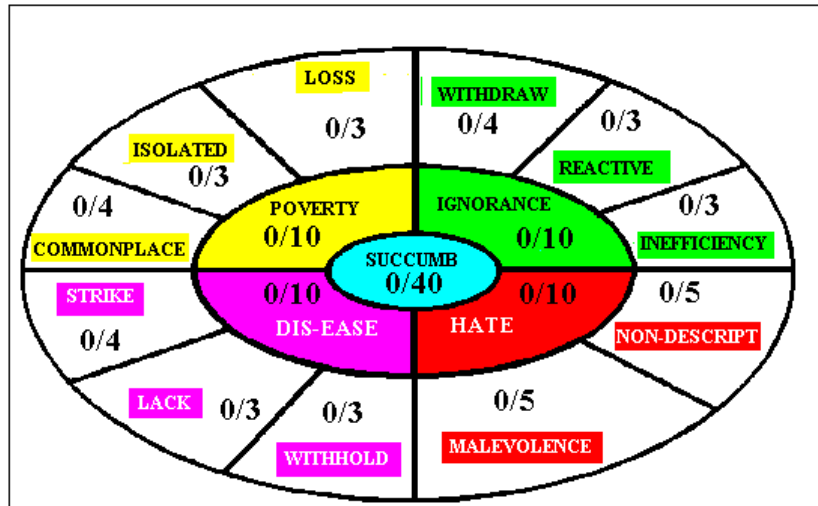 LOSS
0/3
WITHDRAW
0/4
0/3
REACTIVE
ISOLATED
0/3
0/4
COMMONPLACE
POVERTY
0/10
IGNORANCE
0/10
0/3
INEFFICIENCY
SUCCUMB
0/40
STRIKE
0/4
0/10
DIS-EASE
0/10
HATE
0/5
NON-DESCRIPT
LACK
0/3
0/3
WITHHOLD
0/5
MALEVOLENCE